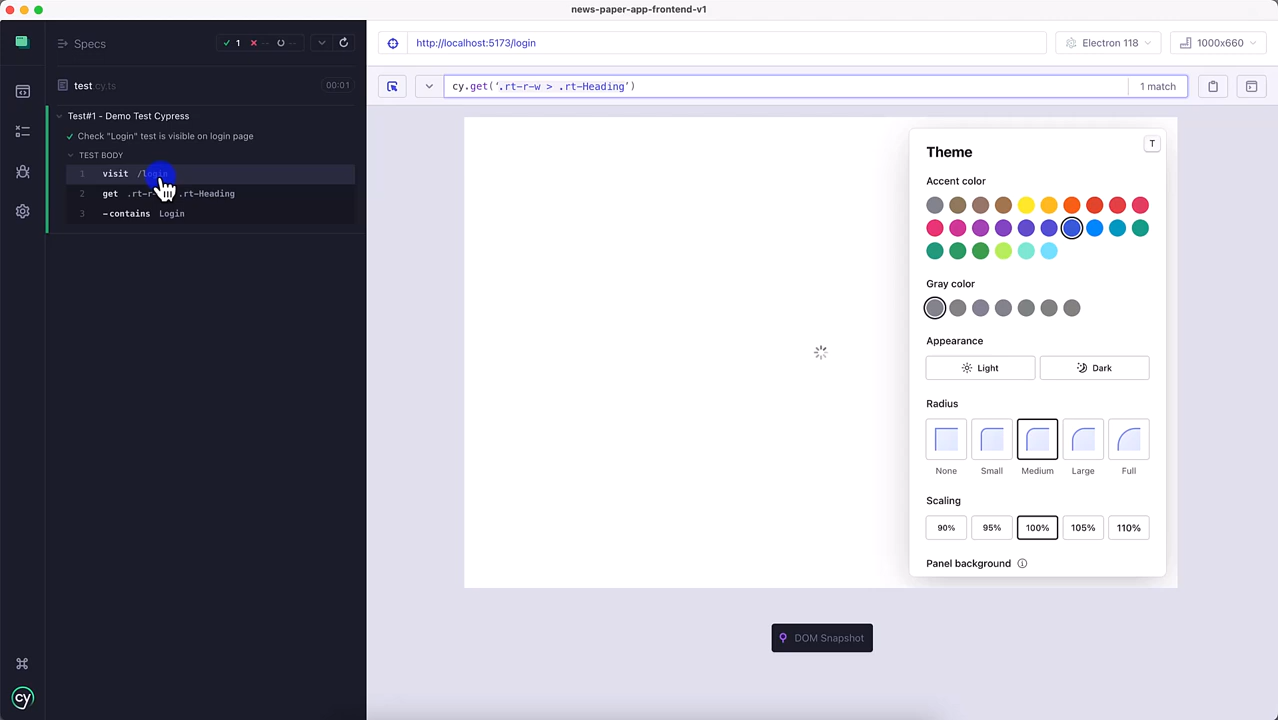 news-paper-app-frontend-v1
Specs
1 -- --
http://localhost:5173/login
Electron 118
1000x660
test cy.ts
00:01
cy.get('.rt-r-w > .rt-Heading')
1 match
Test#1 - Demo Test Cypress
Check "Login" test is visible on login page
TEST BODY
1 visit /login
2 get .rt-r .rt-Heading
3 -contains Login
T
Theme
Accent color
Gray color
Appearance
Light Dark
Radius
None Small Medium Large Full
Scaling
90% 95% 100% 105% 110%
Panel background
DOM Snapshot
cy